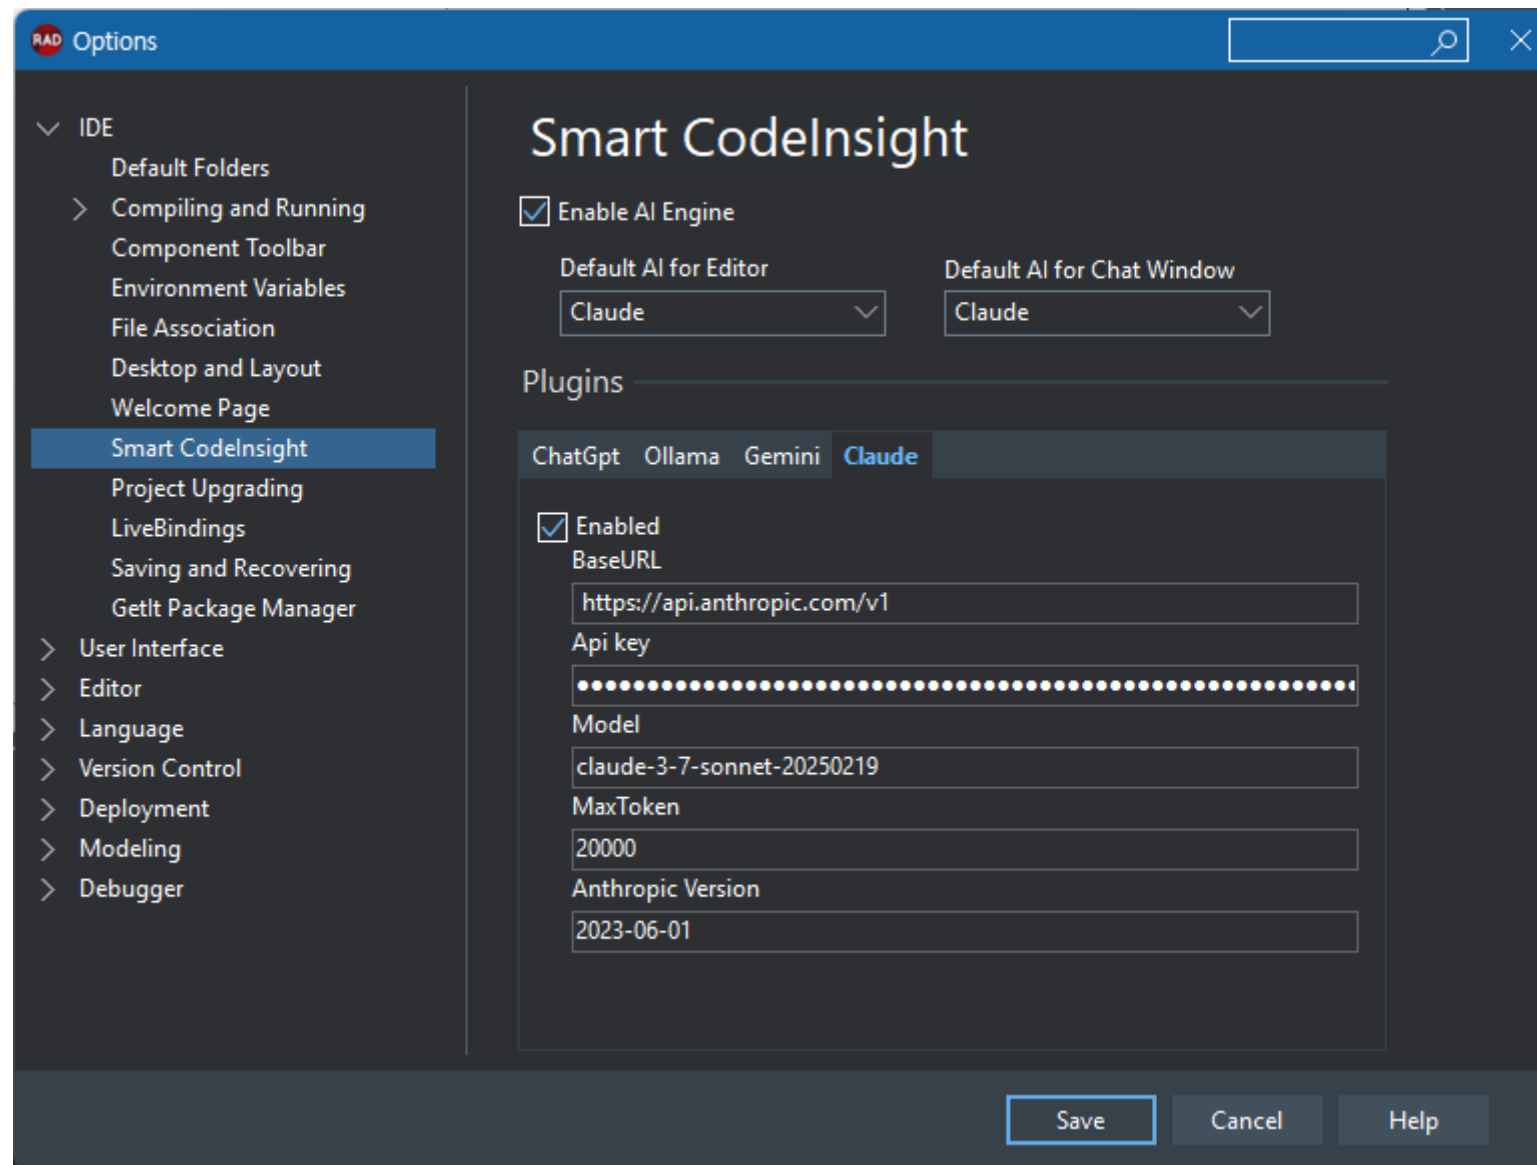 RAD Options
IDE
Default Folders
Compiling and Running
Component Toolbar
Environment Variables
File Association
Desktop and Layout
Welcome Page
Smart CodeInsight
Project Upgrading
LiveBindings
Saving and Recovering
GetIt Package Manager
User Interface
Editor
Language
Version Control
Deployment
Modeling
Debugger
Smart CodeInsight
Enable AI Engine
Default AI for Editor
Claude
Default AI for Chat Window
Claude
Plugins
ChatGpt Ollama Gemini Claude
Enabled
BaseURL
https://api.anthropic.com/v1
Api key
Model
claude-3-7-sonnet-20250219
MaxToken
20000
Anthropic Version
2023-06-01
Save Cancel Help